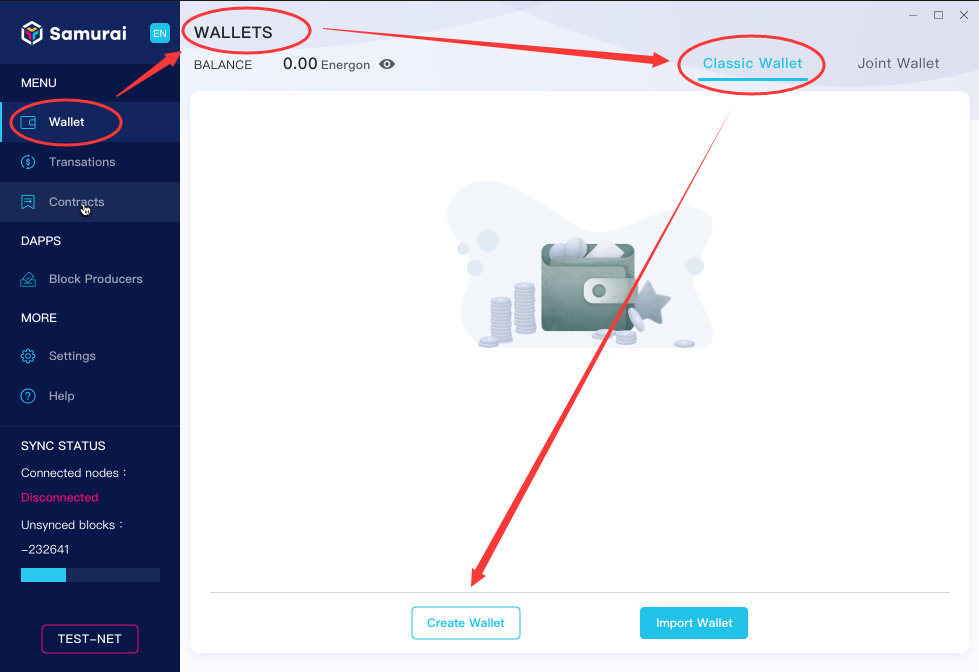 Samurai
EN
MENU
Wallet
Transations
Contracts
DAPPS
Block Producers
MORE
Settings
Help
SYNC STATUS
Connected nodes :
Disconnected
Unsynced blocks :
-232641
TEST-NET
WALLETS
BALANCE 0.00 Energon
Classic Wallet
Joint Wallet
Create Wallet
Import Wallet